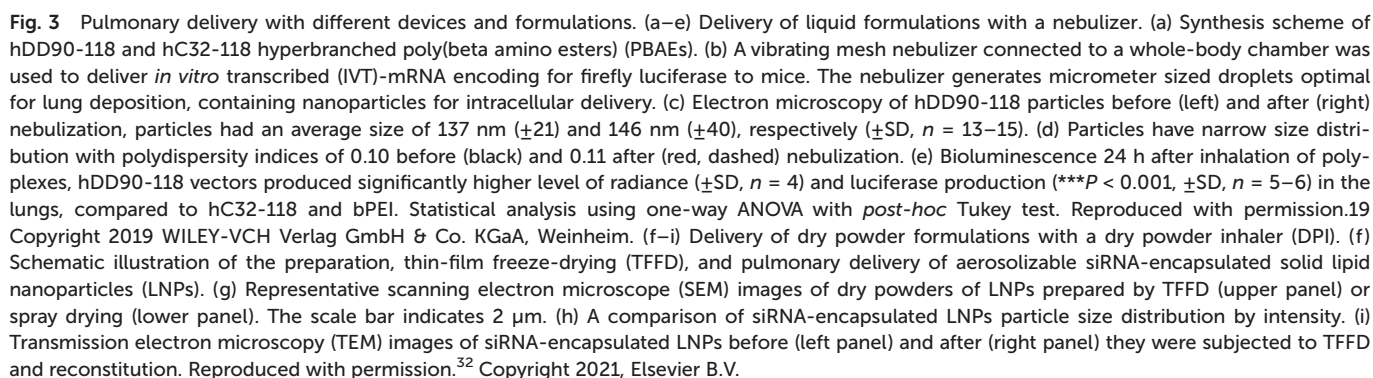 Fig. 3 Pulmonary delivery with different devices and formulations. (a–e) Delivery of liquid formulations with a nebulizer. (a) Synthesis scheme of
hDD90-118 and hC32-118 hyperbranched poly(beta amino esters) (PBAEs). (b) A vibrating mesh nebulizer connected to a whole-body chamber was
used to deliver in vitro transcribed (IVT)-mRNA encoding for firefly luciferase to mice. The nebulizer generates micrometer sized droplets optimal
for lung deposition, containing nanoparticles for intracellular delivery. (c) Electron microscopy of hDD90-118 particles before (left) and after (right)
nebulization, particles had an average size of 137 nm (±21) and 146 nm (±40), respectively (±SD, n = 13–15). (d) Particles have narrow size distri-
bution with polydispersity indices of 0.10 before (black) and 0.11 after (red, dashed) nebulization. (e) Bioluminescence 24 h after inhalation of poly-
plexes, hDD90-118 vectors produced significantly higher level of radiance (±SD, n = 4) and luciferase production (***P < 0.001, ±SD, n = 5–6) in the
lungs, compared to hC32-118 and bPEI. Statistical analysis using one-way ANOVA with post-hoc Tukey test. Reproduced with permission.19
Copyright 2019 WILEY-VCH Verlag GmbH & Co. KGaA, Weinheim. (f–i) Delivery of dry powder formulations with a dry powder inhaler (DPI). (f)
Schematic illustration of the preparation, thin-film freeze-drying (TFFD), and pulmonary delivery of aerosolizable siRNA-encapsulated solid lipid
nanoparticles (LNPs). (g) Representative scanning electron microscope (SEM) images of dry powders of LNPs prepared by TFFD (upper panel) or
spray drying (lower panel). The scale bar indicates 2 μm. (h) A comparison of siRNA-encapsulated LNPs particle size distribution by intensity. (i)
Transmission electron microscopy (TEM) images of siRNA-encapsulated LNPs before (left panel) and after (right panel) they were subjected to TFFD
and reconstitution. Reproduced with permission.32 Copyright 2021, Elsevier B.V.